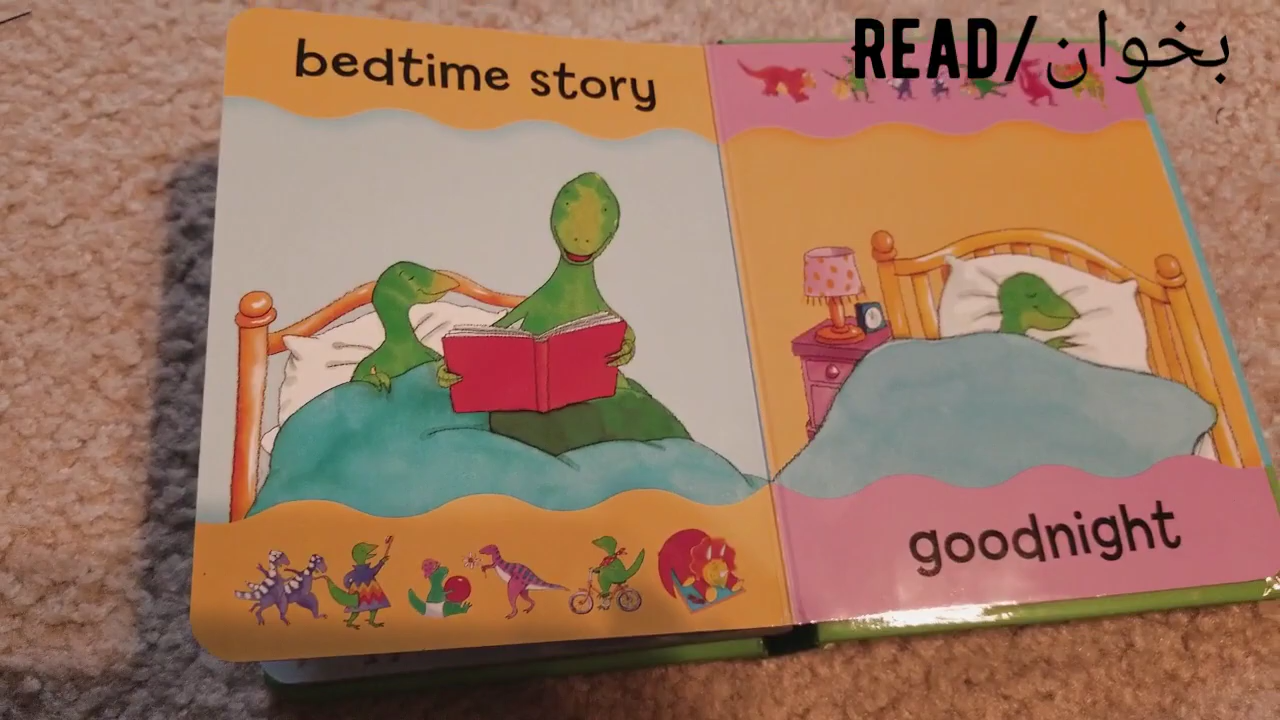 READ/بخوان
bedtime story
goodnight